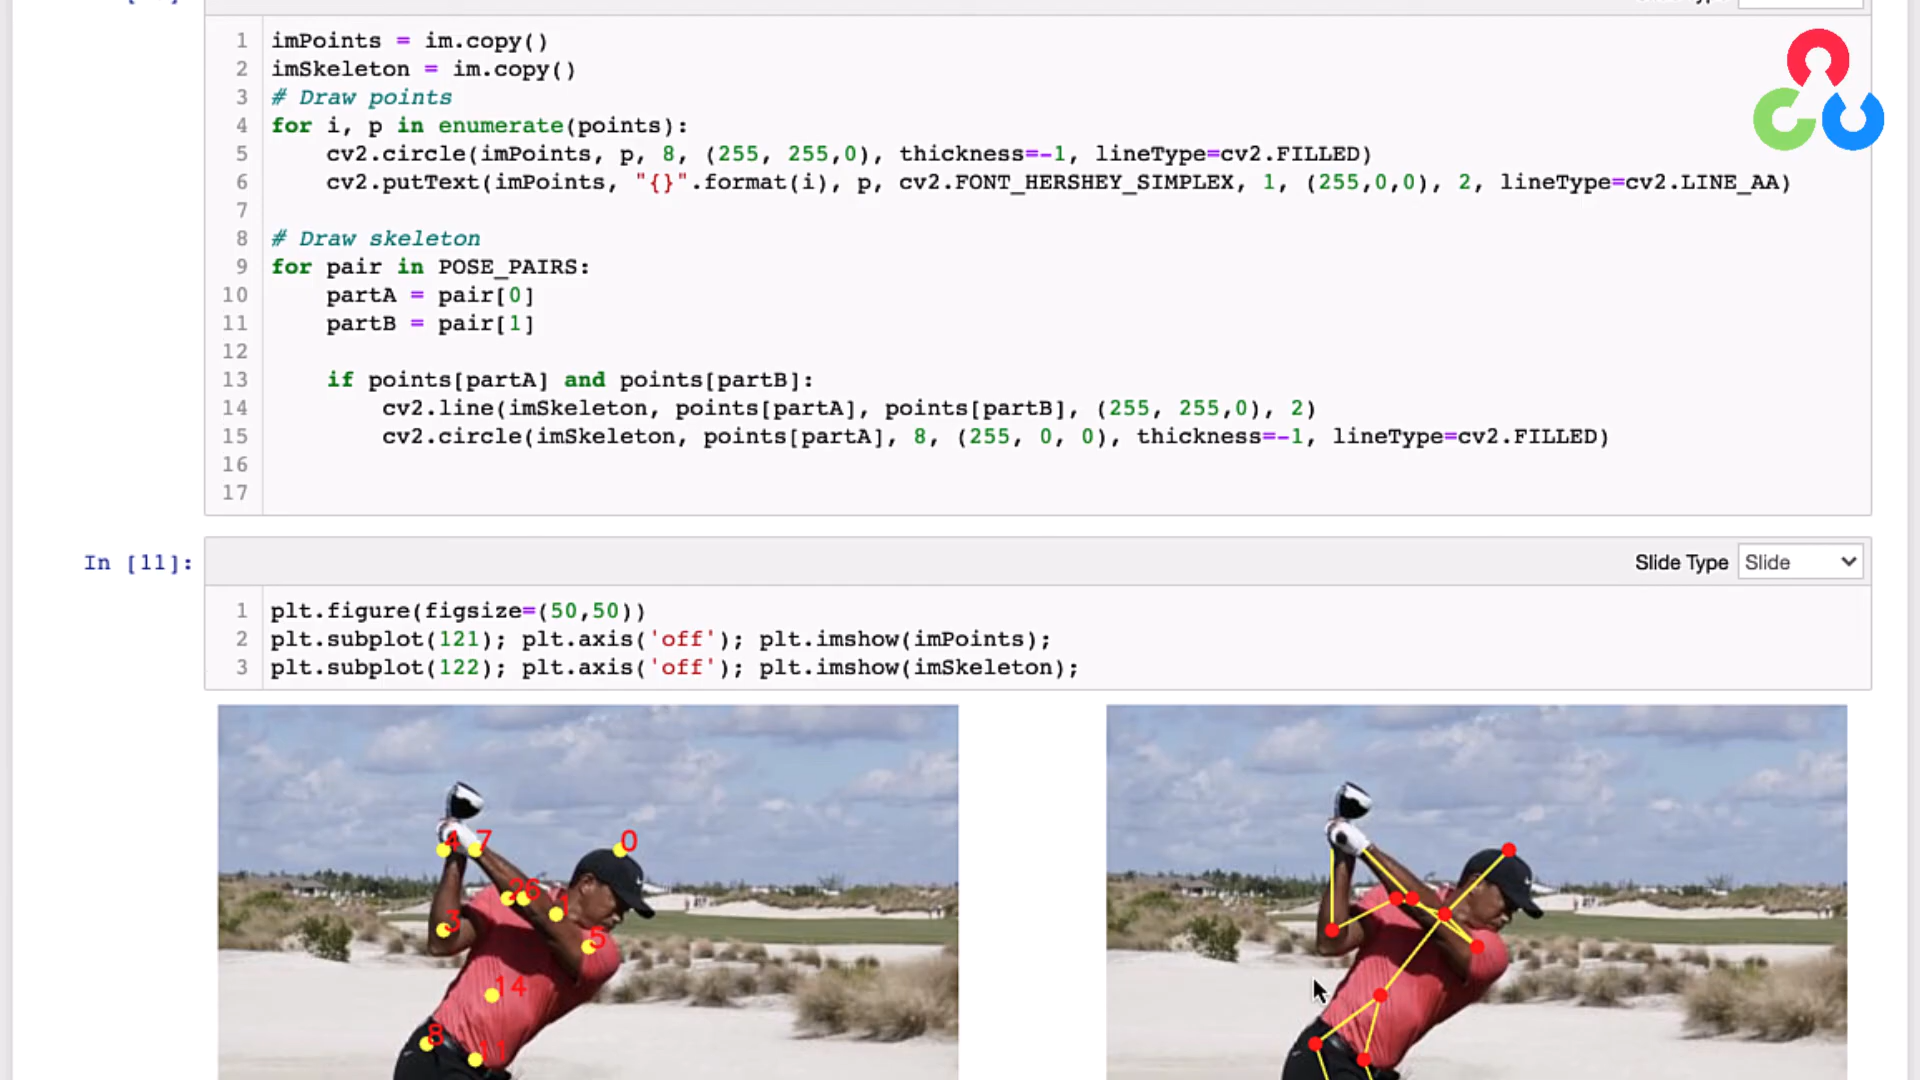 1 imPoints = im.copy()
2 imSkeleton = im.copy()
3 # Draw points
4 for i, p in enumerate(points):
5 cv2.circle(imPoints, p, 8, (255, 255,0), thickness=-1, lineType=cv2.FILLED)
6 cv2.putText(imPoints, "{}".format(i), p, cv2.FONT_HERSHEY_SIMPLEX, 1, (255,0,0), 2, lineType=cv2.LINE_AA)
7
8 # Draw skeleton
9 for pair in POSE_PAIRS:
10 partA = pair[0]
11 partB = pair[1]
12
13 if points[partA] and points[partB]:
14 cv2.line(imSkeleton, points[partA], points[partB], (255, 255,0), 2)
15 cv2.circle(imSkeleton, points[partA], 8, (255, 0, 0), thickness=-1, lineType=cv2.FILLED)
16
17
In [11]:
Slide Type Slide
1 plt.figure(figsize=(50,50))
2 plt.subplot(121); plt.axis('off'); plt.imshow(imPoints);
3 plt.subplot(122); plt.axis('off'); plt.imshow(imSkeleton);
4 7 0
2 6 1
3 5
14
8 11